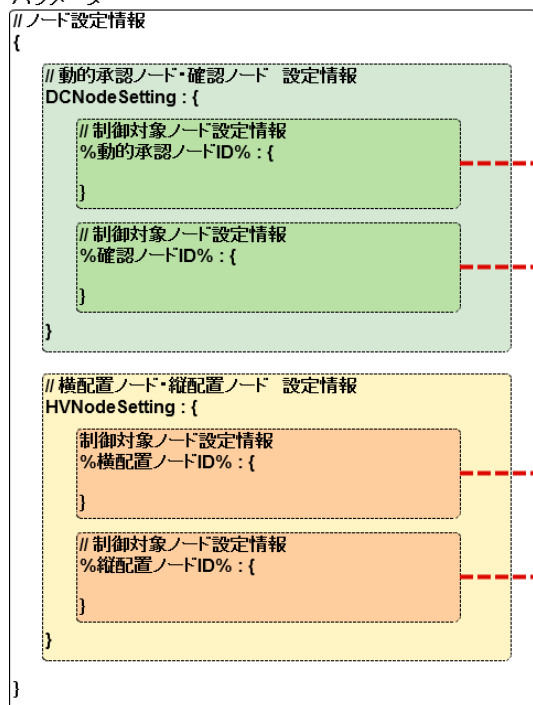 パラメータ
// ノード設定情報
{
// 動的承認ノード・確認ノード　設定情報
DCNodeSetting : {
// 制御対象ノード設定情報
%動的承認ノードID% : {
}
// 制御対象ノード設定情報
%確認ノードID% : {
}
}
// 横配置ノード・縦配置ノード　設定情報
HVNodeSetting : {
制御対象ノード設定情報
%横配置ノードID% : {
}
// 制御対象ノード設定情報
%縦配置ノードID% : {
}
}
}